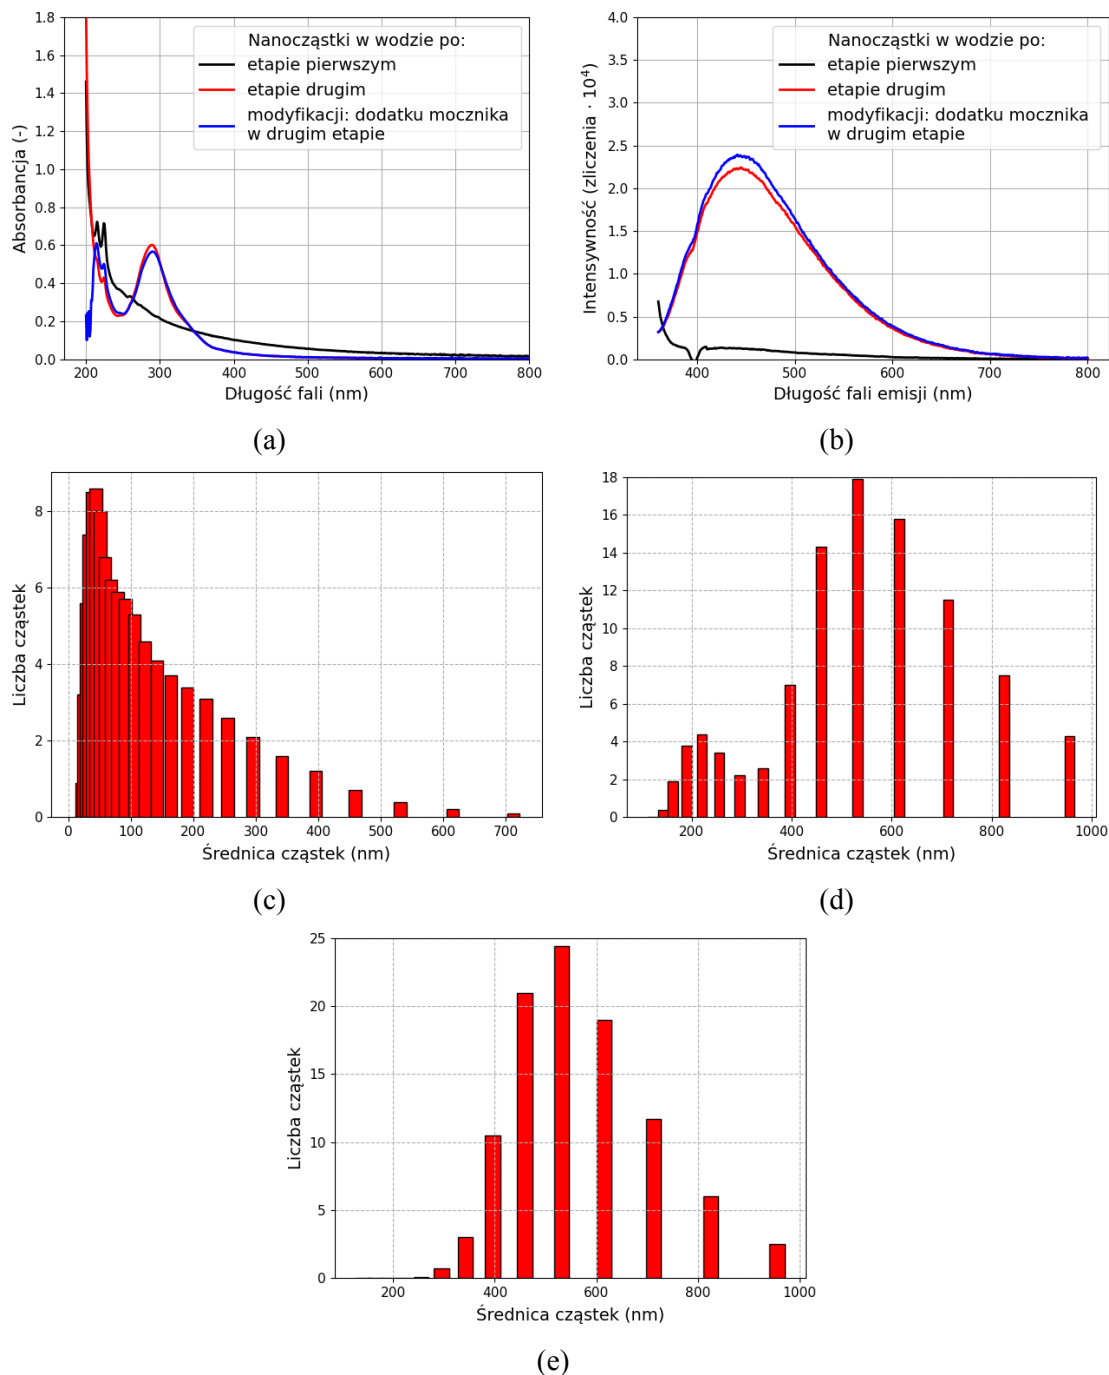 Nanocząstki w wodzie po:
etapie pierwszym
etapie drugim
modyfikacji: dodatku mocznika
w drugim etapie
Absorbancja (-)
0.0
0.2
0.4
0.6
0.8
1.0
1.2
1.4
1.6
1.8
200
300
400
500
600
700
800
Długość fali (nm)
(a)
Nanocząstki w wodzie po:
etapie pierwszym
etapie drugim
modyfikacji: dodatku mocznika
w drugim etapie
Intensywność (zliczenia · 10⁴)
0.0
0.5
1.0
1.5
2.0
2.5
3.0
3.5
4.0
400
500
600
700
800
Długość fali emisji (nm)
(b)
Liczba cząstek
0
2
4
6
8
0
100
200
300
400
500
600
700
Średnica cząstek (nm)
(c)
Liczba cząstek
0
2
4
6
8
10
12
14
16
18
200
400
600
800
1000
Średnica cząstek (nm)
(d)
Liczba cząstek
0
5
10
15
20
25
200
400
600
800
1000
Średnica cząstek (nm)
(e)